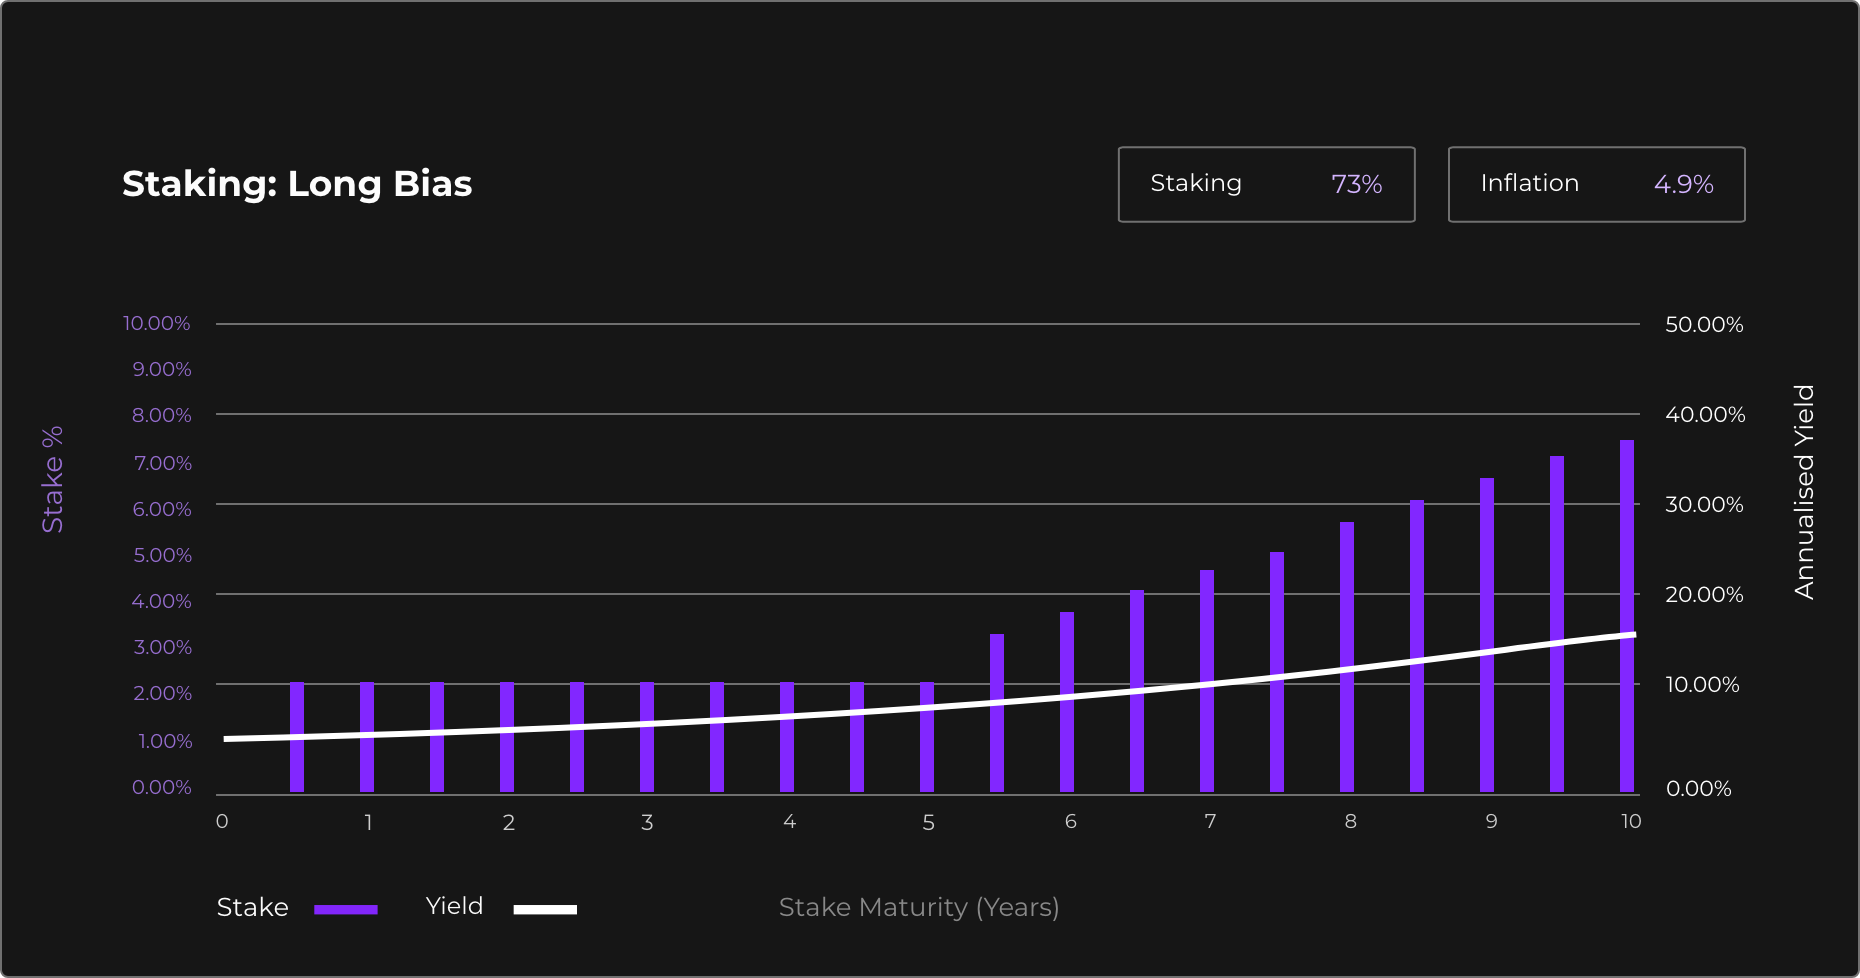 Staking: Long Bias
Staking 73%
Inflation 4.9%
Stake %
10.00%
9.00%
8.00%
7.00%
6.00%
5.00%
4.00%
3.00%
2.00%
1.00%
0.00%
50.00%
40.00%
30.00%
20.00%
10.00%
0.00%
Annualised Yield
0 1 2 3 4 5 6 7 8 9 10
Stake Yield Stake Maturity (Years)